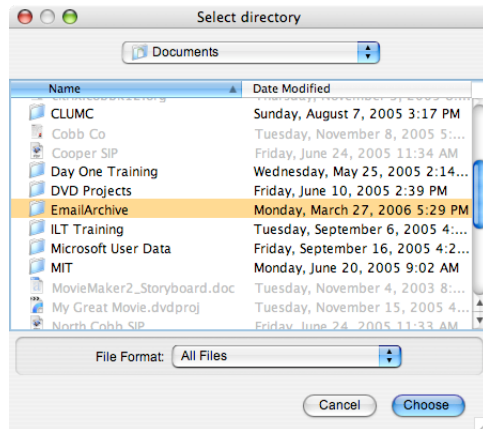 Select directory
Documents
Name Date Modified
CLUMC Sunday, August 7, 2005 3:17 PM
Cobb Co Tuesday, November 8, 2005 5:...
Cooper SIP Friday, June 24, 2005 11:34 AM
Day One Training Wednesday, May 25, 2005 2:14...
DVD Projects Friday, June 10, 2005 2:39 PM
EmailArchive Monday, March 27, 2006 5:29 PM
ILT Training Tuesday, September 6, 2005 4:...
Microsoft User Data Friday, September 16, 2005 4:2...
MIT Monday, June 20, 2005 9:02 AM
MovieMaker2_Storyboard.doc Tuesday, November 4, 2003 8:...
My Great Movie.dvdproj Tuesday, November 15, 2005 4...
North Cobb SIP Friday, June 24, 2005 11:33 AM
File Format: All Files
Cancel Choose